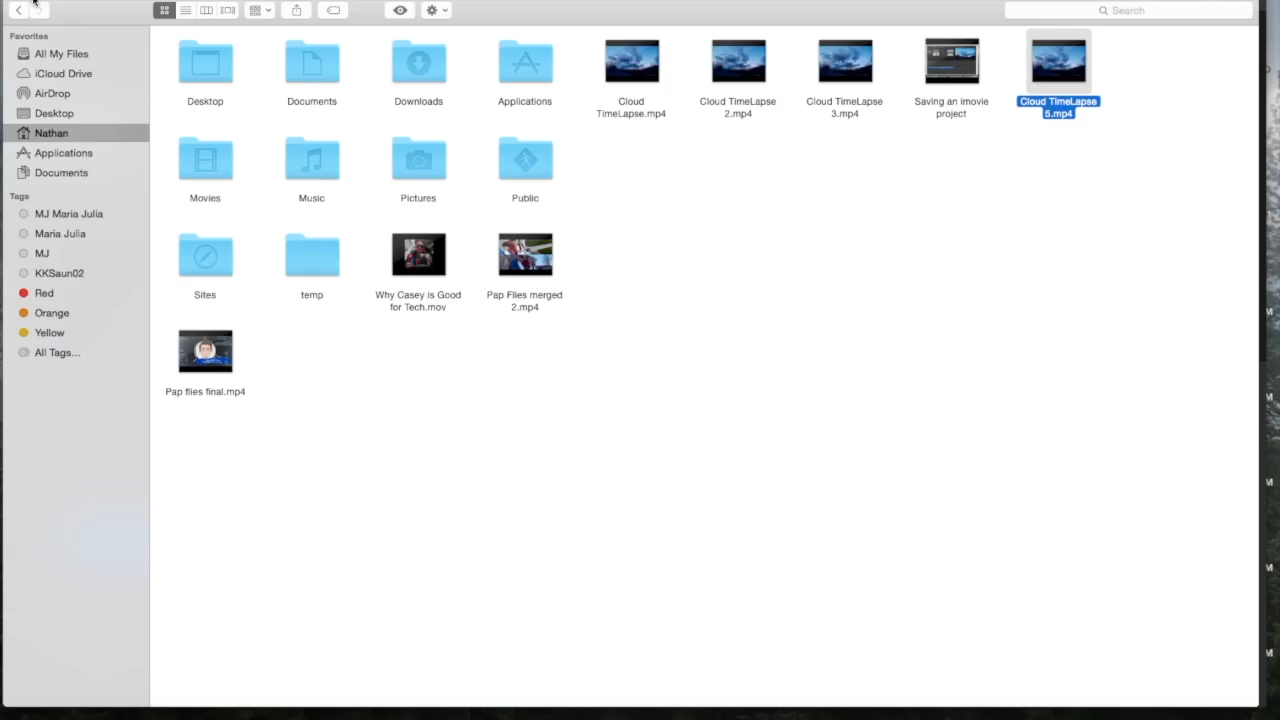 Search
Favorites
All My Files
iCloud Drive
AirDrop
Desktop
Nathan
Applications
Documents
Tags
MJ Maria Julia
Maria Julia
MJ
KKSaun02
Red
Orange
Yellow
All Tags...
Desktop
Documents
Downloads
Applications
Cloud
TimeLapse.mp4
Cloud TimeLapse
2.mp4
Cloud TimeLapse
3.mp4
Saving an imovie
project
Cloud TimeLapse
5.mp4
Movies
Music
Pictures
Public
Sites
temp
Why Casey is Good
for Tech.mov
Pap Flies merged
2.mp4
Pap flies final.mp4
M
M
M
M
M